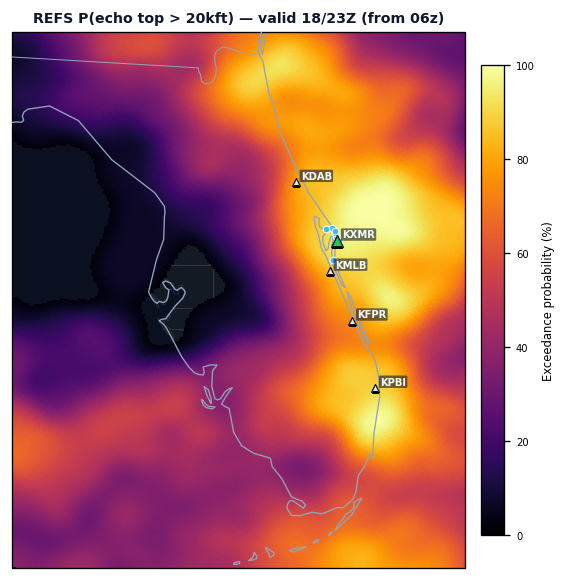 REFS P(echo top > 20kft) — valid 18/23Z (from 06z)
KDAB
KXMR
KMLB
KFPR
KPBI
100
80
60
40
20
0
Exceedance probability (%)